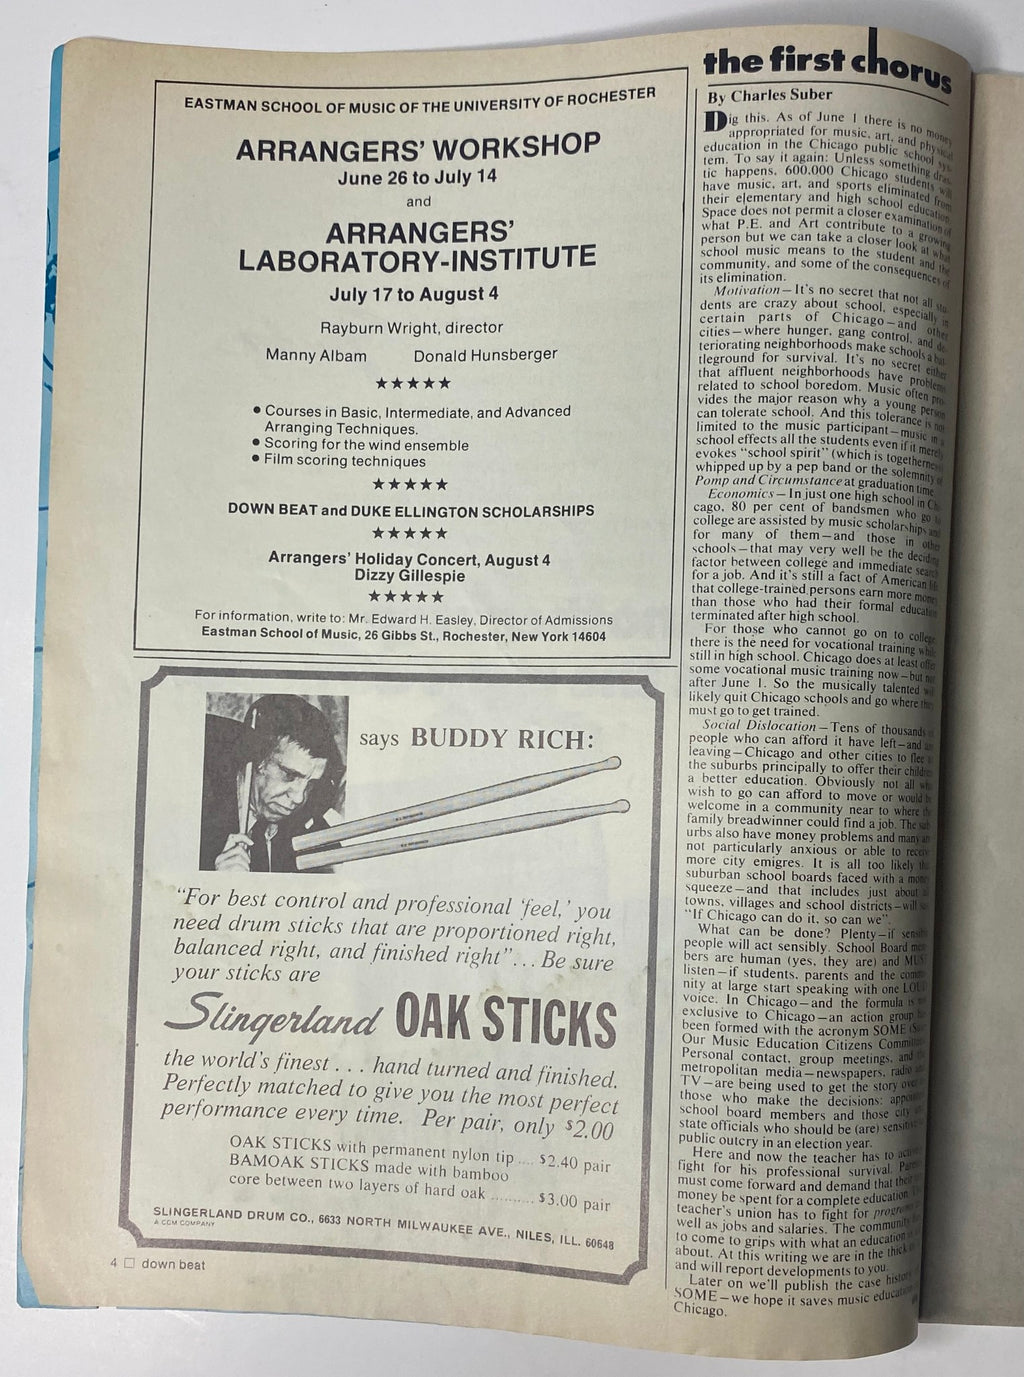 EASTMAN SCHOOL OF MUSIC OF THE UNIVERSITY OF ROCHESTER
ARRANGERS' WORKSHOP
June 26 to July 14
and
ARRANGERS'
LABORATORY-INSTITUTE
July 17 to August 4
Rayburn Wright, director
Manny Albam Donald Hunsberger
★★★★★
• Courses in Basic, Intermediate, and Advanced
Arranging Techniques.
• Scoring for the wind ensemble
• Film scoring techniques
★★★★★
DOWN BEAT and DUKE ELLINGTON SCHOLARSHIPS
★★★★★
Arrangers' Holiday Concert, August 4
Dizzy Gillespie
★★★★★
For information, write to: Mr. Edward H. Easley, Director of Admissions
Eastman School of Music, 26 Gibbs St., Rochester, New York 14604
says BUDDY RICH:
"For best control and professional 'feel,' you
need drum sticks that are proportioned right,
balanced right, and finished right"... Be sure
your sticks are
Slingerland OAK STICKS
the world's finest . . . hand turned and finished.
Perfectly matched to give you the most perfect
performance every time. Per pair, only $2.00
OAK STICKS with permanent nylon tip .... $2.40 pair
BAMOAK STICKS made with bamboo
core between two layers of hard oak .......... $3.00 pair
SLINGERLAND DRUM CO., 6633 NORTH MILWAUKEE AVE., NILES, ILL. 60648
A CCM COMPANY
4 □ down beat
the first chorus
By Charles Suber
Dig this. As of June 1 there is no money
appropriated for music, art, and physical
education in the Chicago public school sys-
tem. To say it again: Unless something dras-
tic happens, 600,000 Chicago students will
have music, art, and sports eliminated from
their elementary and high school education.
Space does not permit a closer examination of
what P.E. and Art contribute to a growing
person but we can take a closer look at what
school music means to the student and the
community, and some of the consequences of
its elimination.
Motivation—It's no secret that not all stu-
dents are crazy about school, especially in
certain parts of Chicago—and other
cities—where hunger, gang control, and de-
teriorating neighborhoods make schools a bat-
tleground for survival. It's no secret either
that affluent neighborhoods have problems
related to school boredom. Music often pro-
vides the major reason why a young person
can tolerate school. And this tolerance is not
limited to the music participant—music in a
school effects all the students even if it merely
evokes "school spirit" (which is togetherness
whipped up by a pep band or the solemnity of
Pomp and Circumstance at graduation time.
Economics—In just one high school in Chi-
cago, 80 per cent of bandsmen who go to
college are assisted by music scholarships and
for many of them—and those in other
schools—that may very well be the deciding
factor between college and immediate search
for a job. And it's still a fact of American life
that college-trained persons earn more money
than those who had their formal education
terminated after high school.
For those who cannot go on to college
there is the need for vocational training while
still in high school. Chicago does at least offer
some vocational music training now—but not
after June 1. So the musically talented will
likely quit Chicago schools and go where they
must go to get trained.
Social Dislocation—Tens of thousands of
people who can afford it have left—and are
leaving—Chicago and other cities to flee to
the suburbs principally to offer their children
a better education. Obviously not all who
wish to go can afford to move or would be
welcome in a community near to where the
family breadwinner could find a job. The sub-
urbs also have money problems and many are
not particularly anxious or able to receive
more city emigres. It is all too likely that
suburban school boards faced with a money
squeeze—and that includes just about all
towns, villages and school districts—will
"If Chicago can do it, so can we".
What can be done? Plenty—if sensible
people will act sensibly. School Board mem-
bers are human (yes, they are) and MUST
listen—if students, parents and the commu-
nity at large start speaking with one LOUD
voice. In Chicago—and the formula is not
exclusive to Chicago—an action group has
been formed with the acronym SOME (Save
Our Music Education Citizens Committee.
Personal contact, group meetings, and the
metropolitan media—newspapers, radio and
TV—are being used to get the story over to
those who make the decisions: appointed
school board members and those city and
state officials who should be (are) sensitive to
public outcry in an election year.
Here and now the teacher has to
fight for his professional survival. Parents
must come forward and demand that their
money be spent for a complete education. The
teacher's union has to fight for programs as
well as jobs and salaries. The community has
to come to grips with what an education is
about. At this writing we are in the thick
and will report developments to you.
Later on we'll publish the case history of
SOME—we hope it saves music education in
Chicago.